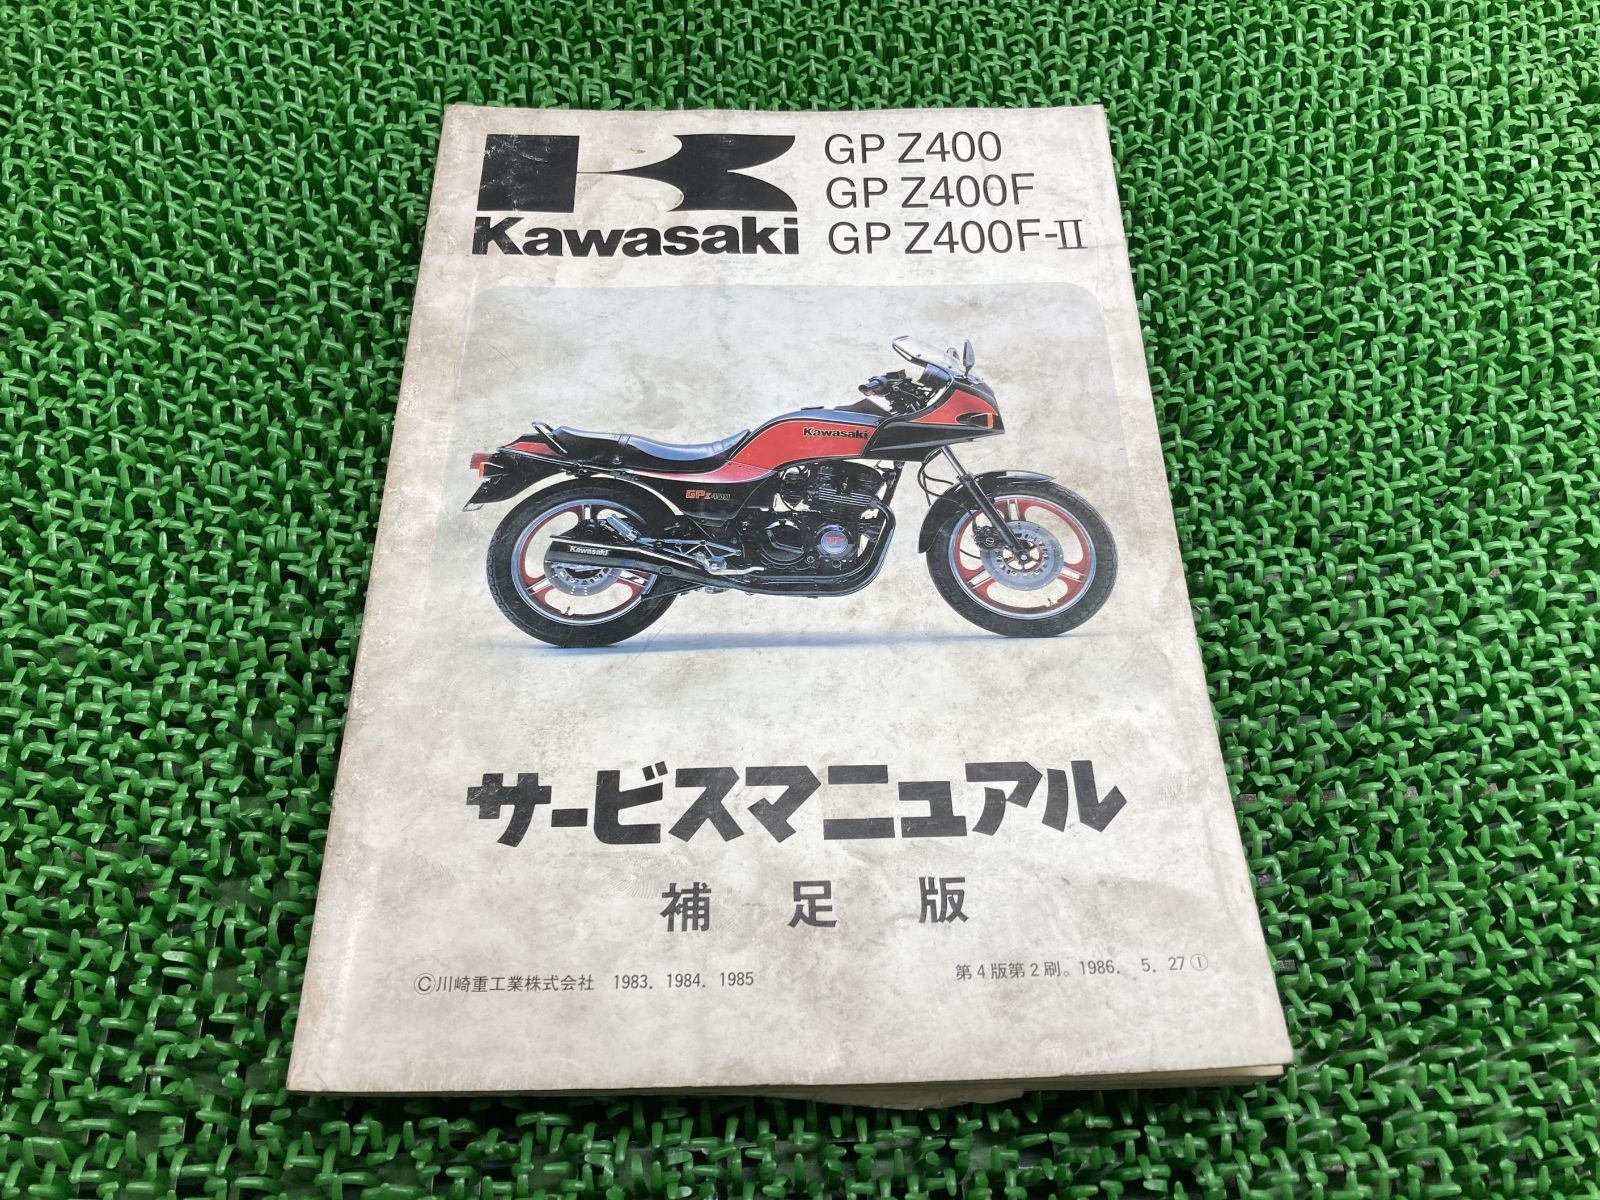 GP Z400
GP Z400F
Kawasaki GP Z400F-II
Kawasaki
GPz400
Kawasaki
サービスマニュアル
補足版
©川崎重工業株式会社 1983. 1984. 1985
第4版第2刷。1986. 5. 27①